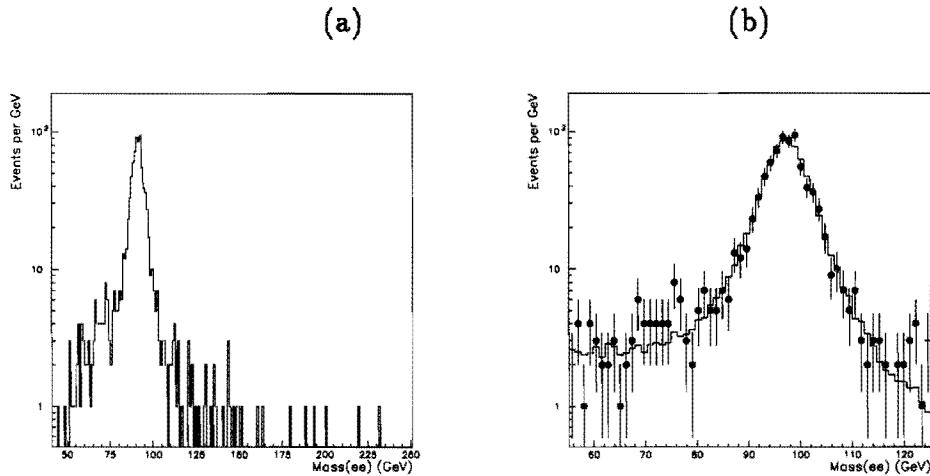 (a)
(b)
Events per GeV
10²
10
1
50 75 100 125 150 175 200 225 250
Mass(ee) (GeV)
Events per GeV
10²
10
1
60 70 80 90 100 110 120
Mass(ee) (GeV)